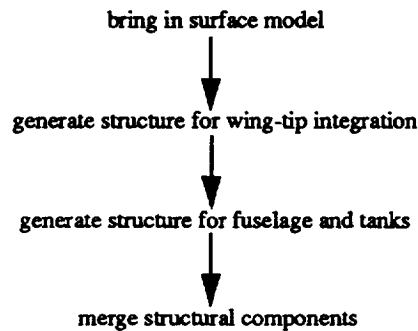 bring in surface model
generate structure for wing-tip integration
generate structure for fuselage and tanks
merge structural components